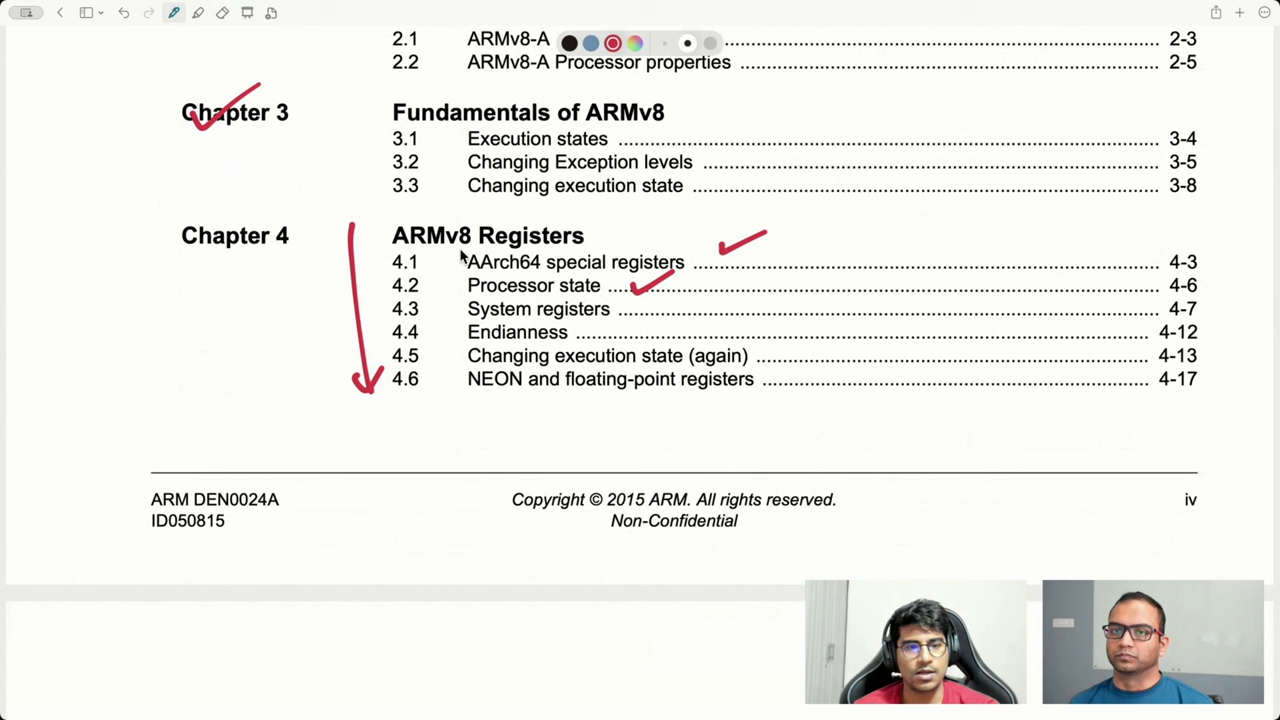 2.1 ARMv8-A ........ 2-3
2.2 ARMv8-A Processor properties ........ 2-5
Chapter 3 Fundamentals of ARMv8
3.1 Execution states ........ 3-4
3.2 Changing Exception levels ........ 3-5
3.3 Changing execution state ........ 3-8
Chapter 4 ARMv8 Registers
4.1 AArch64 special registers ........ 4-3
4.2 Processor state ........ 4-6
4.3 System registers ........ 4-7
4.4 Endianness ........ 4-12
4.5 Changing execution state (again) ........ 4-13
4.6 NEON and floating-point registers ........ 4-17
ARM DEN0024A Copyright © 2015 ARM. All rights reserved. iv
ID050815 Non-Confidential